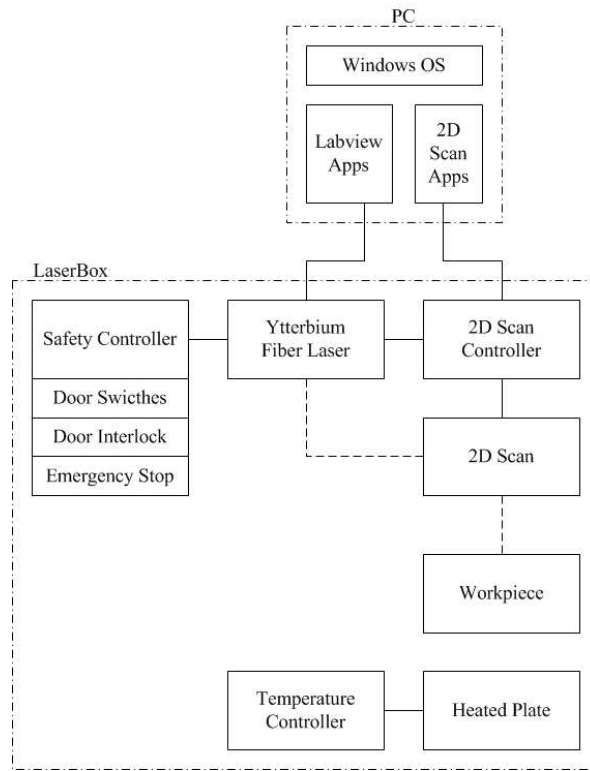 PC
Windows OS
Labview
Apps
2D
Scan
Apps
LaserBox
Safety Controller
Door Swicthes
Door Interlock
Emergency Stop
Ytterbium
Fiber Laser
2D Scan
Controller
2D Scan
Workpiece
Temperature
Controller
Heated Plate